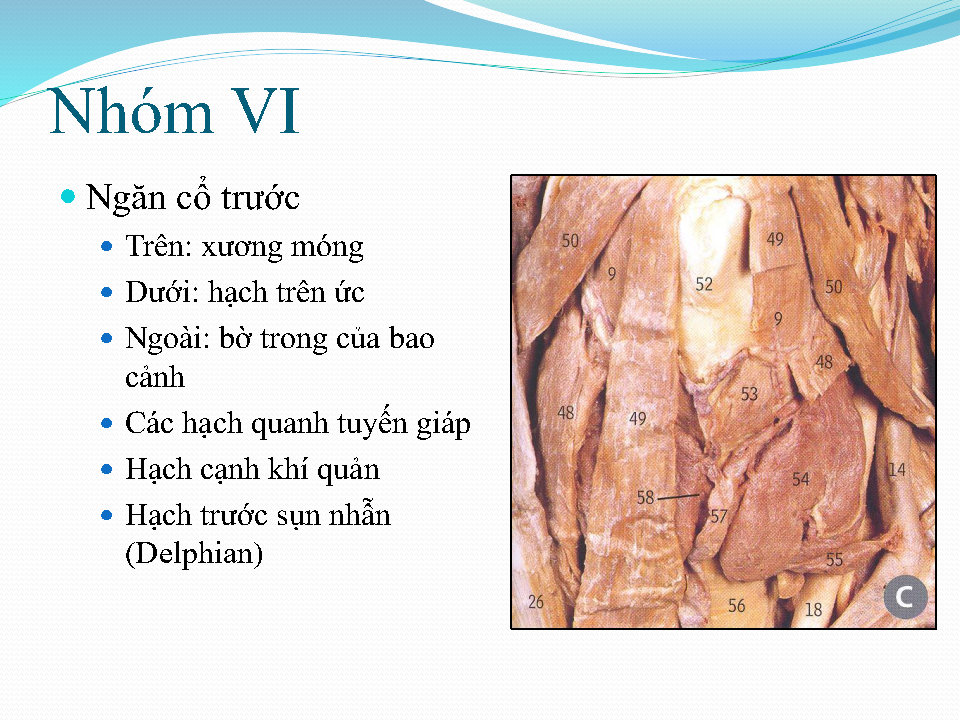 Nhóm VI
Ngăn cổ trước
Trên: xương móng
Dưới: hạch trên ức
Ngoài: bờ trong của bao
cảnh
Các hạch quanh tuyến giáp
Hạch cạnh khí quản
Hạch trước sụn nhẫn
(Delphian)
50
49
9
52
50
9
48
53
48
49
14
54
58
57
55
26
56
18
C